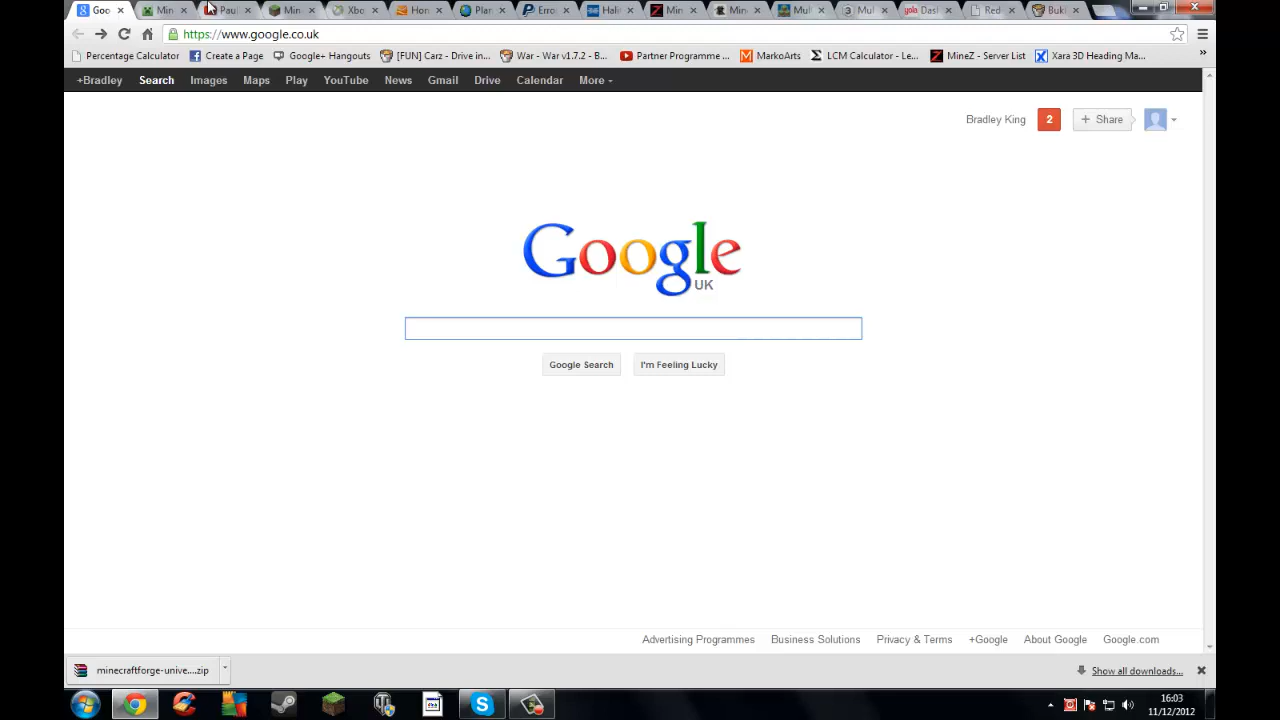 Goo Min Pau Min Xbo Hon Plan Erro Hali Min Min Mul Mul Dash Red Bukl
https://www.google.co.uk
Percentage Calculator Create a Page Google+ Hangouts [FUN] Carz - Drive in... War - War v1.7.2 - B... Partner Programme ... MarkoArts LCM Calculator - Le... MineZ - Server List Xara 3D Heading Ma... »
+Bradley Search Images Maps Play YouTube News Gmail Drive Calendar More
Bradley King 2 + Share
Google
UK
Google Search I'm Feeling Lucky
Advertising Programmes Business Solutions Privacy & Terms +Google About Google Google.com
minecraftforge-unive....zip Show all downloads...
16:03
11/12/2012